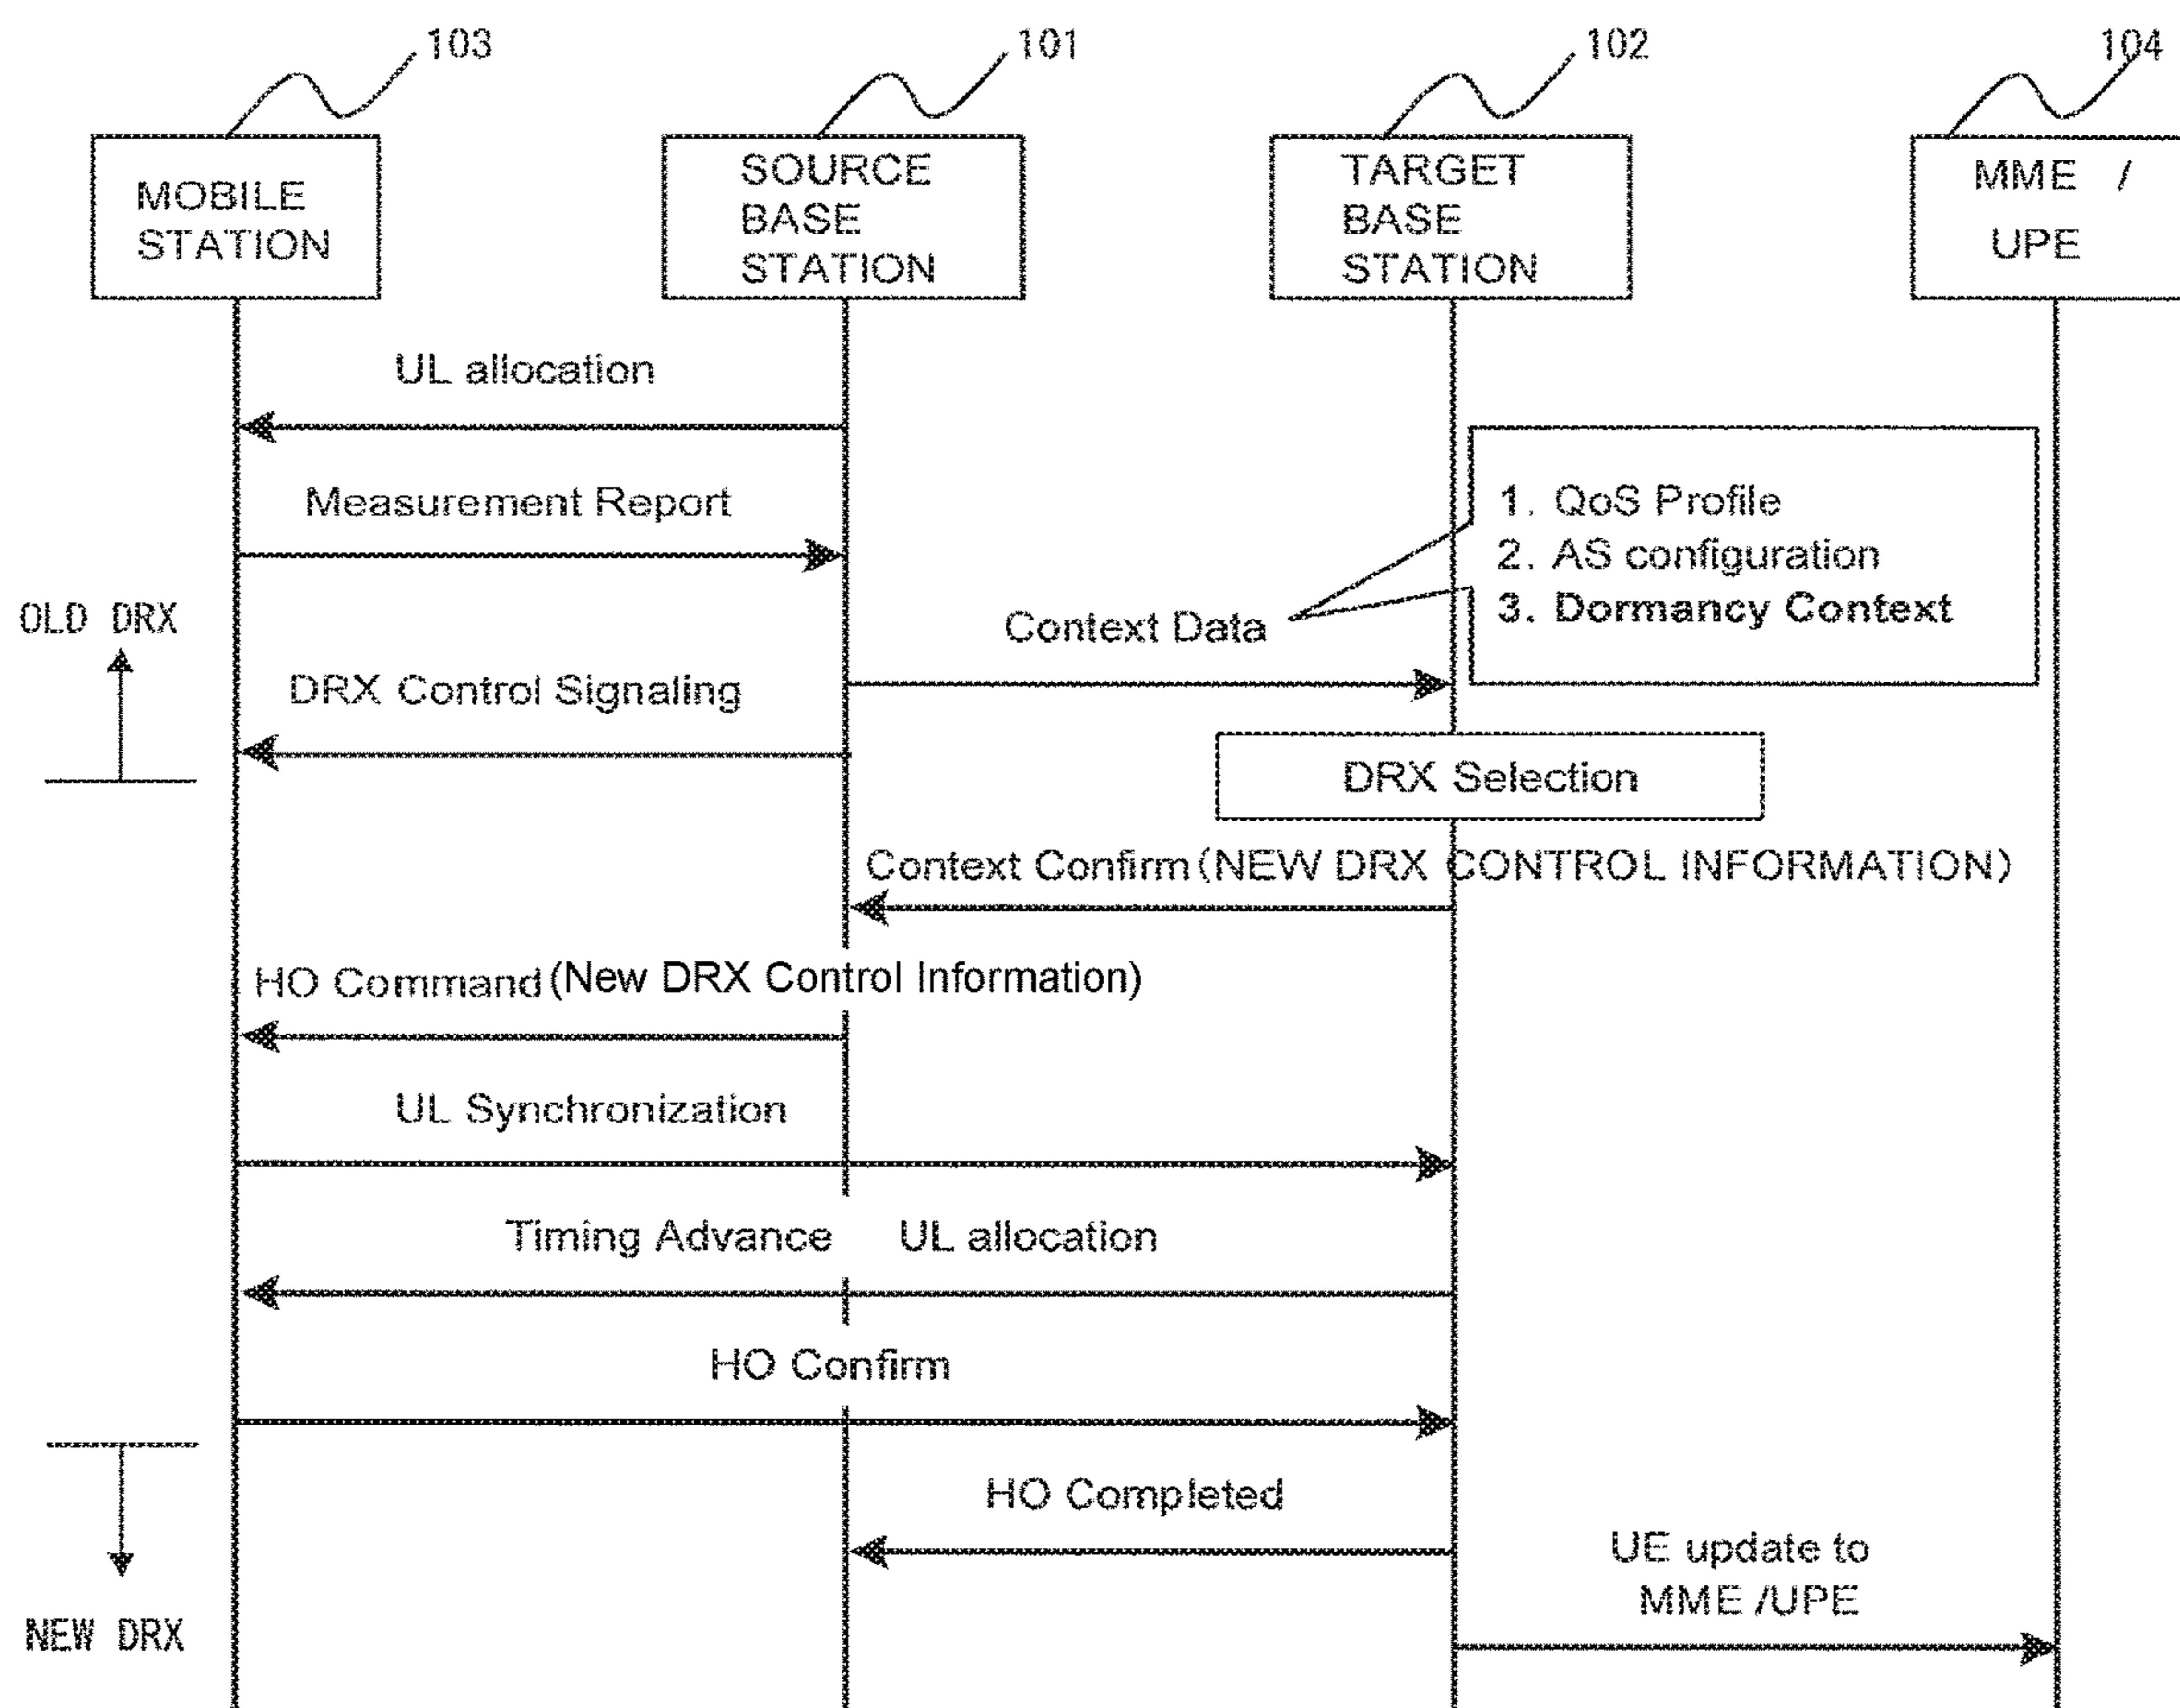 103
101
102
104
MOBILE
STATION
SOURCE
BASE
STATION
TARGET
BASE
STATION
MME /
UPE
UL allocation
Measurement Report
1. QoS Profile
2. AS configuration
3. Dormancy Context
OLD DRX
Context Data
DRX Control Signaling
DRX Selection
Context Confirm (NEW DRX CONTROL INFORMATION)
HO Command (New DRX Control Information)
UL Synchronization
Timing Advance UL allocation
HO Confirm
HO Completed
UE update to
MME /UPE
NEW DRX